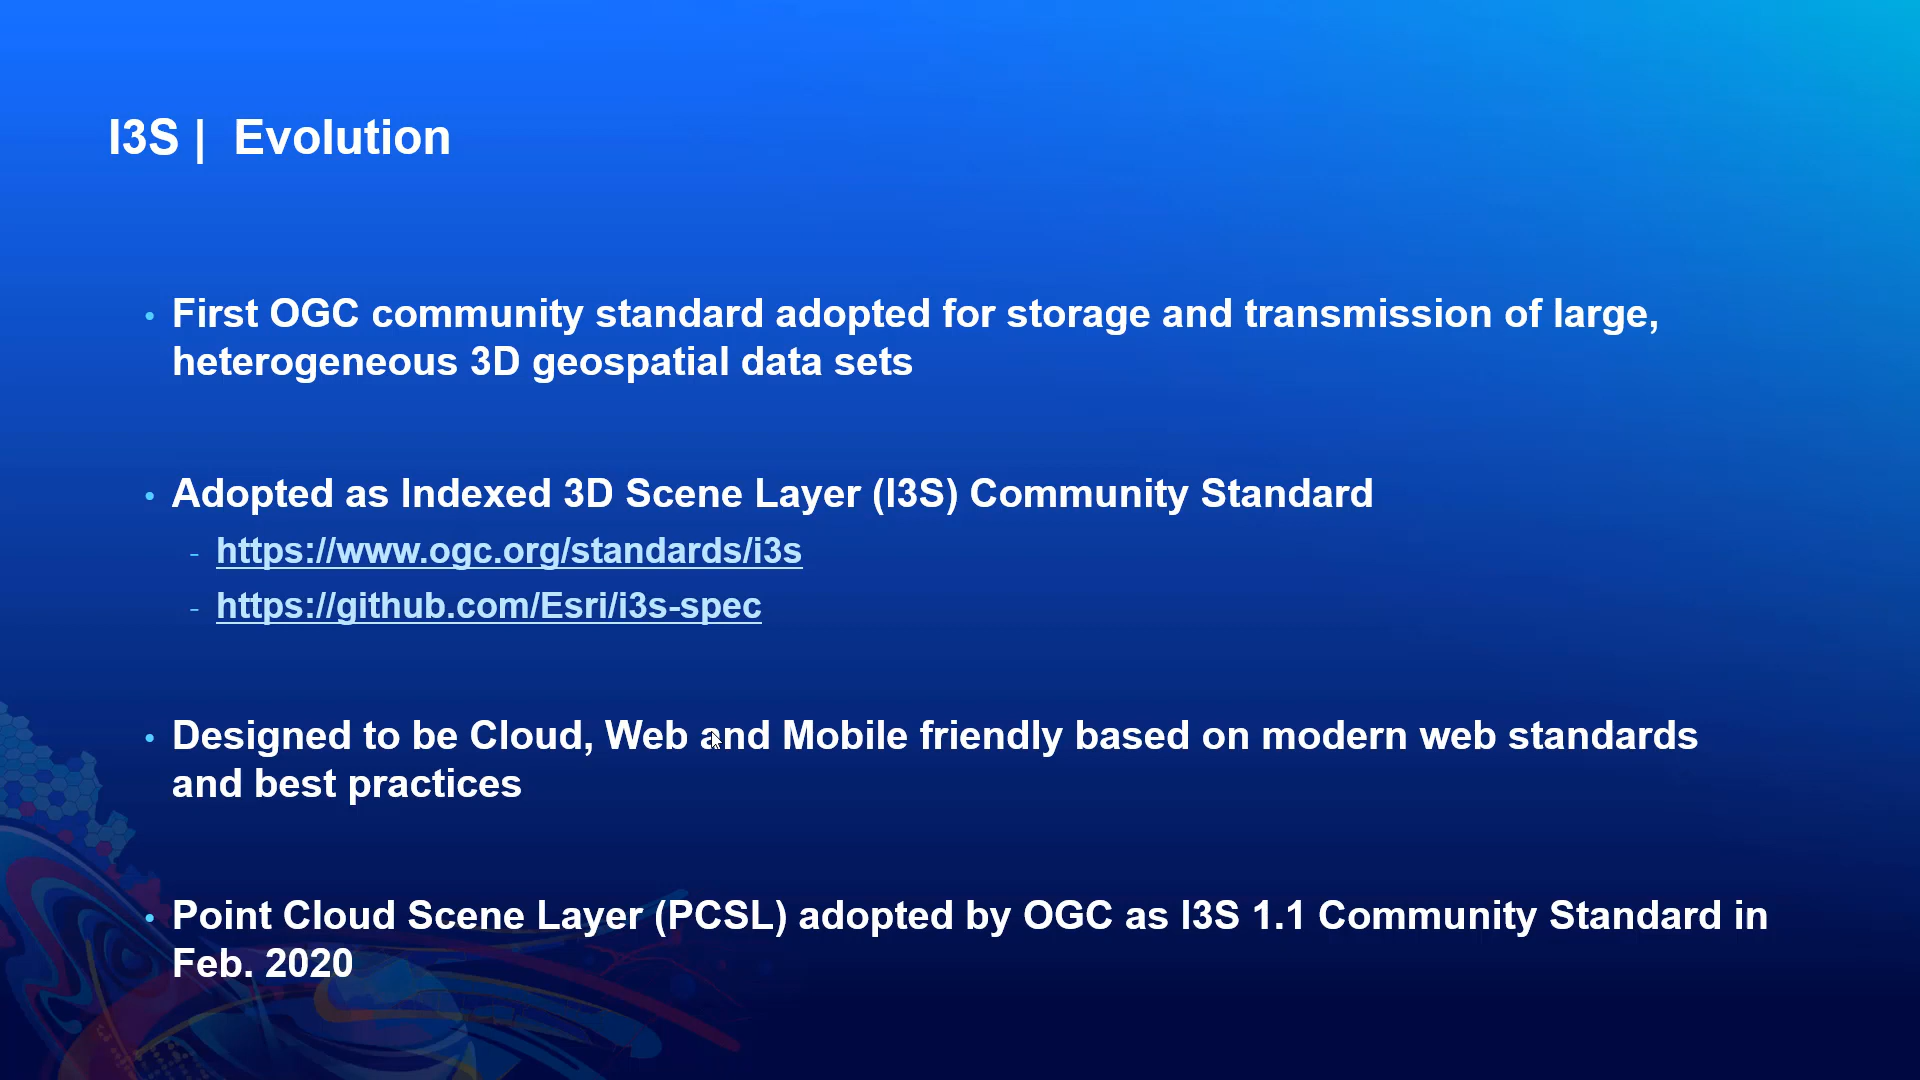 I3S | Evolution
• First OGC community standard adopted for storage and transmission of large,
heterogeneous 3D geospatial data sets
• Adopted as Indexed 3D Scene Layer (I3S) Community Standard
- https://www.ogc.org/standards/i3s
- https://github.com/Esri/i3s-spec
• Designed to be Cloud, Web and Mobile friendly based on modern web standards
and best practices
• Point Cloud Scene Layer (PCSL) adopted by OGC as I3S 1.1 Community Standard in
Feb. 2020